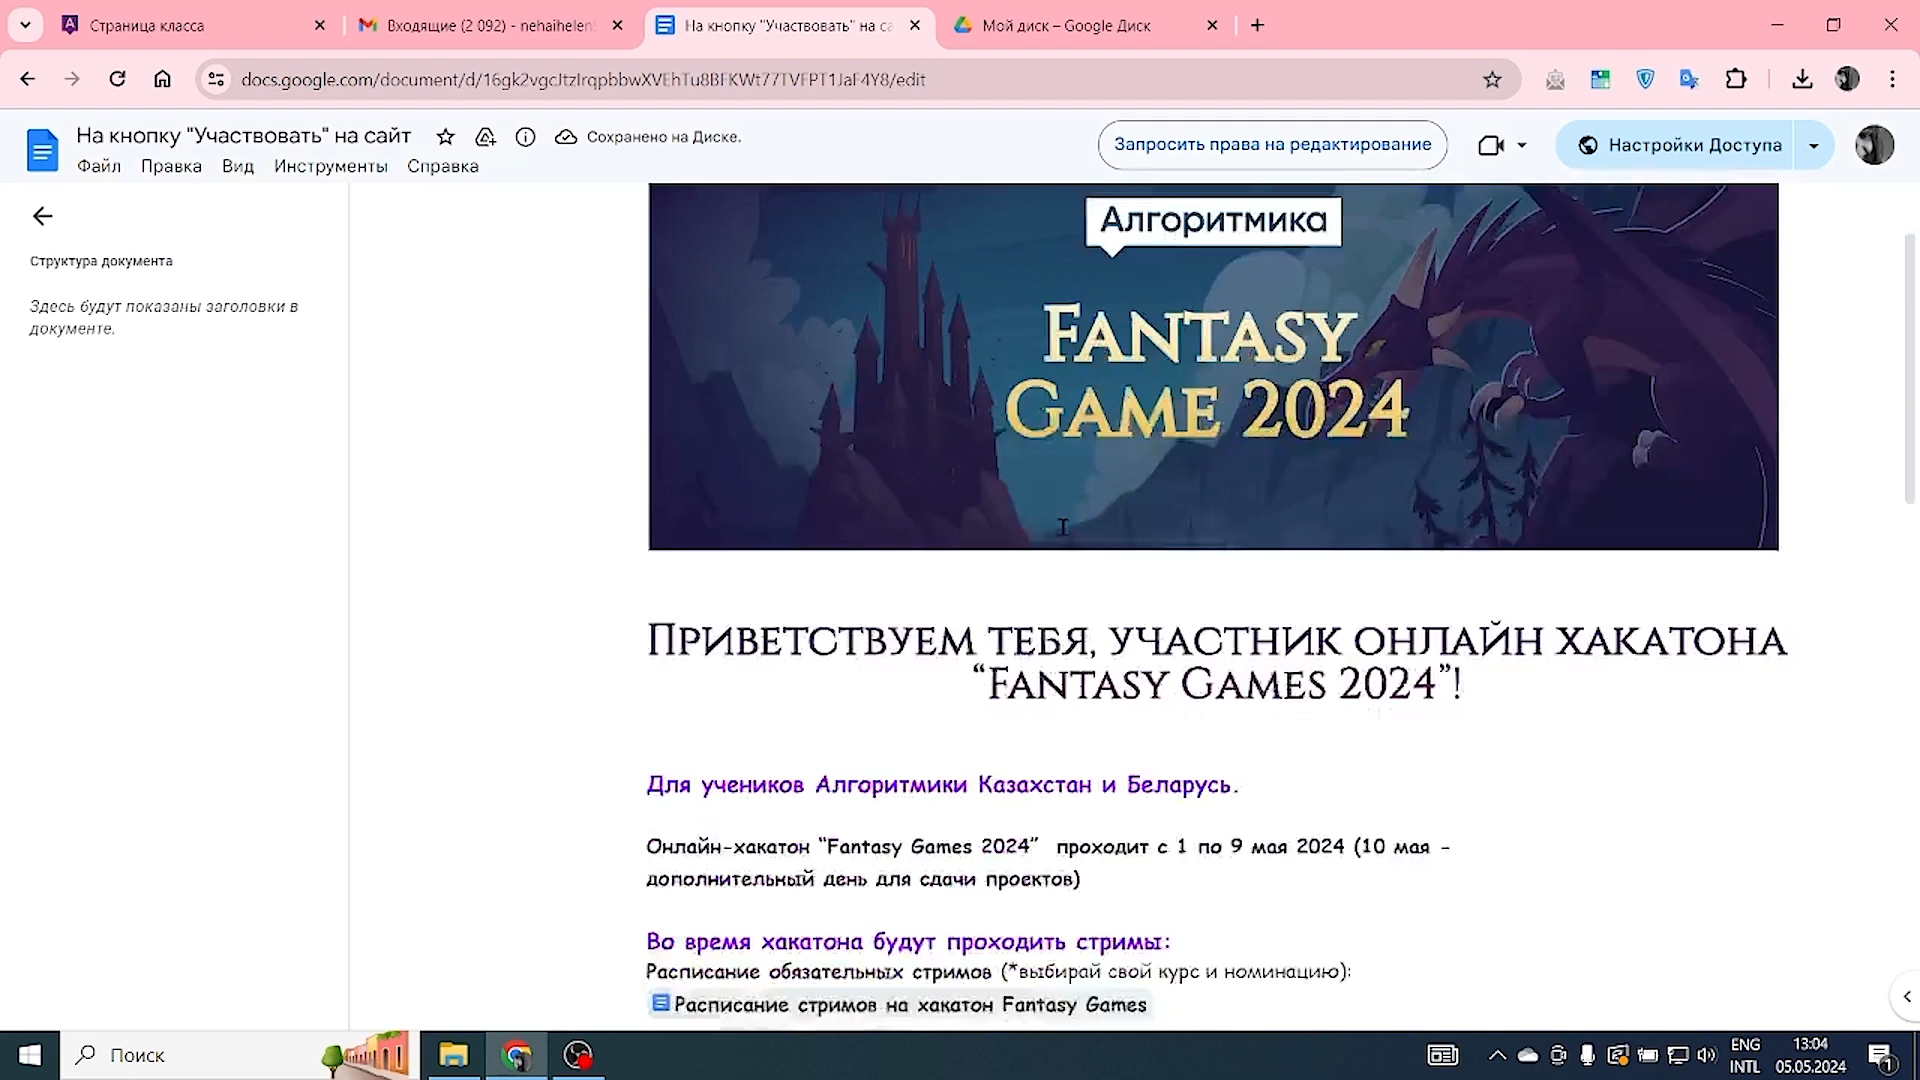 Страница класса
Входящие (2 092) - nehaihelen
На кнопку "Участвовать" на са
Мой диск – Google Диск
docs.google.com/document/d/16gk2vgcJtzIrqpbbwXVEhTu8BFKWt77TVFPT1JaF4Y8/edit
На кнопку "Участвовать" на сайт
Сохранено на Диске.
Запросить права на редактирование
Настройки Доступа
Файл Правка Вид Инструменты Справка
Структура документа
Здесь будут показаны заголовки в
документе.
Алгоритмика
Fantasy
Game 2024
Приветствуем тебя, участник онлайн хакатона
“Fantasy Games 2024”!
Для учеников Алгоритмики Казахстан и Беларусь.
Онлайн-хакатон “Fantasy Games 2024” проходит с 1 по 9 мая 2024 (10 мая -
дополнительный день для сдачи проектов)
Во время хакатона будут проходить стримы:
Расписание обязательных стримов (*выбирай свой курс и номинацию):
Расписание стримов на хакатон Fantasy Games
Поиск
ENG
INTL
13:04
05.05.2024
1